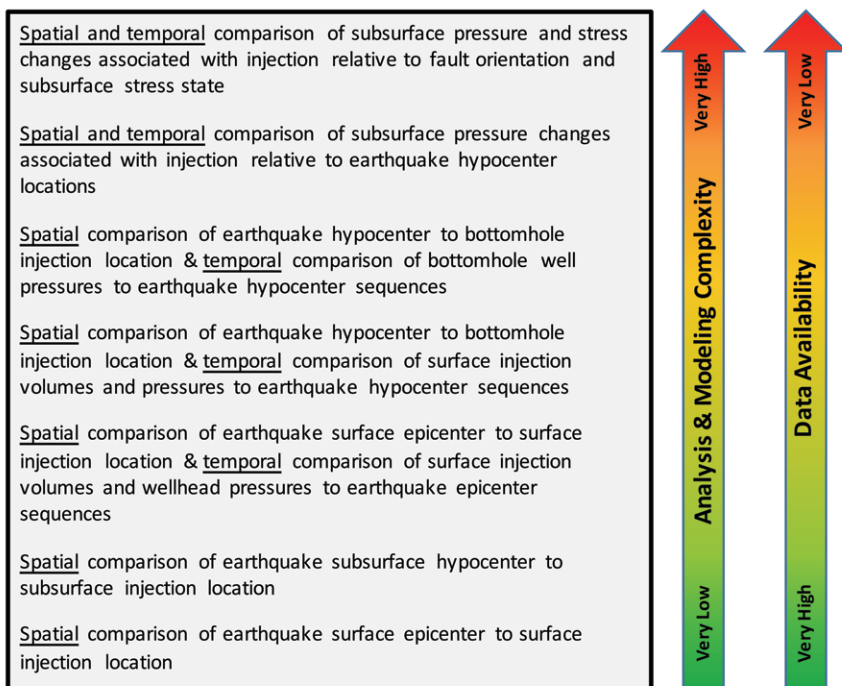 Spatial and temporal comparison of subsurface pressure and stress
changes associated with injection relative to fault orientation and
subsurface stress state
Spatial and temporal comparison of subsurface pressure changes
associated with injection relative to earthquake hypocenter
locations
Spatial comparison of earthquake hypocenter to bottomhole
injection location & temporal comparison of bottomhole well
pressures to earthquake hypocenter sequences
Spatial comparison of earthquake hypocenter to bottomhole
injection location & temporal comparison of surface injection
volumes and pressures to earthquake hypocenter sequences
Spatial comparison of earthquake surface epicenter to surface
injection location & temporal comparison of surface injection
volumes and wellhead pressures to earthquake epicenter
sequences
Spatial comparison of earthquake subsurface hypocenter to
subsurface injection location
Spatial comparison of earthquake surface epicenter to surface
injection location
Very High
Analysis & Modeling Complexity
Very Low
Very Low
Data Availability
Very High